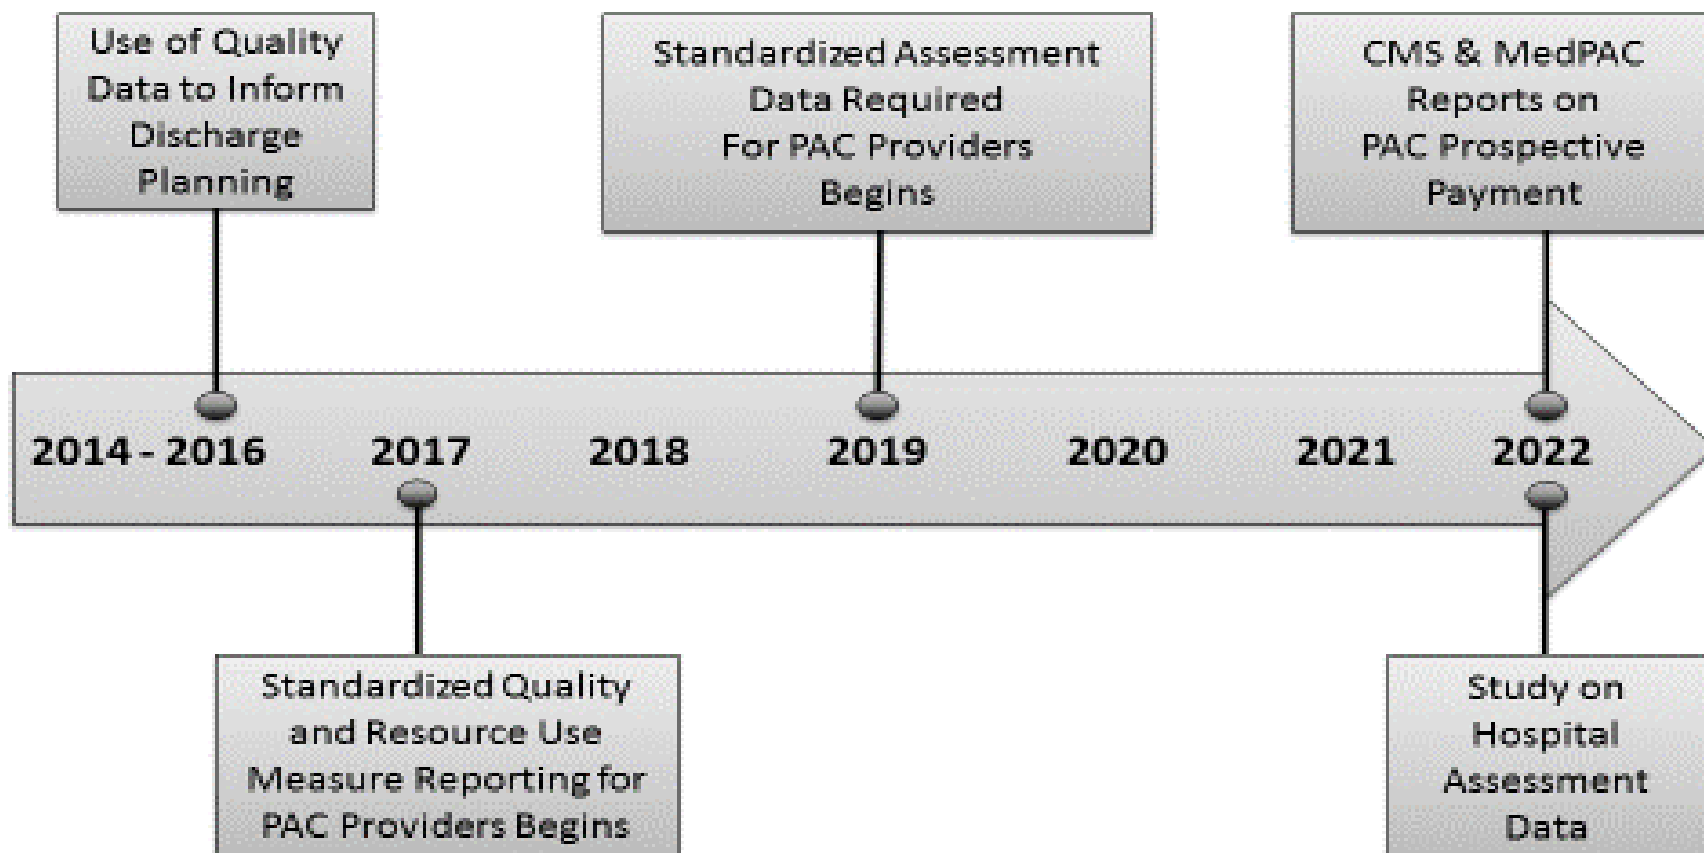 Use of Quality
Data to Inform
Discharge
Planning
Standardized Assessment
Data Required
For PAC Providers
Begins
CMS & MedPAC
Reports on
PAC Prospective
Payment
2014 - 2016 2017 2018 2019 2020 2021 2022
Standardized Quality
and Resource Use
Measure Reporting for
PAC Providers Begins
Study on
Hospital
Assessment
Data